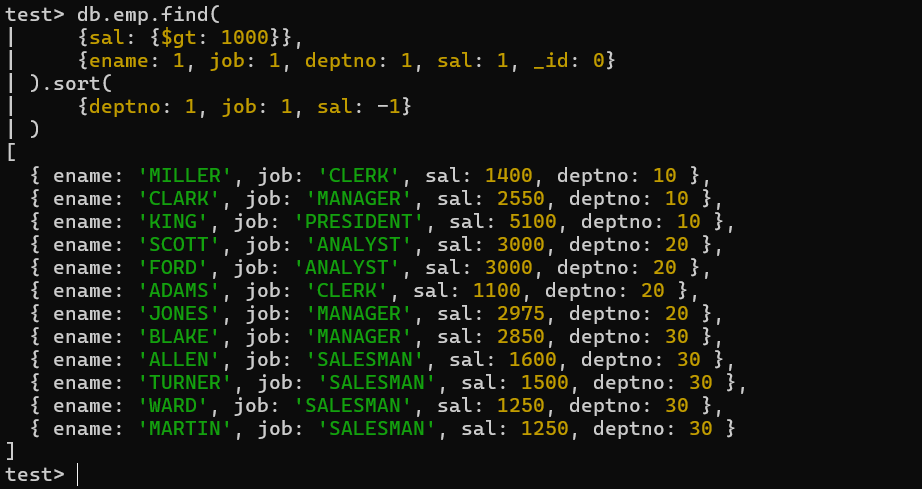 test> db.emp.find(
|     {sal: {$gt: 1000}},
|     {ename: 1, job: 1, deptno: 1, sal: 1, _id: 0}
| ).sort(
|     {deptno: 1, job: 1, sal: -1}
| )
[
  { ename: 'MILLER', job: 'CLERK', sal: 1400, deptno: 10 },
  { ename: 'CLARK', job: 'MANAGER', sal: 2550, deptno: 10 },
  { ename: 'KING', job: 'PRESIDENT', sal: 5100, deptno: 10 },
  { ename: 'SCOTT', job: 'ANALYST', sal: 3000, deptno: 20 },
  { ename: 'FORD', job: 'ANALYST', sal: 3000, deptno: 20 },
  { ename: 'ADAMS', job: 'CLERK', sal: 1100, deptno: 20 },
  { ename: 'JONES', job: 'MANAGER', sal: 2975, deptno: 20 },
  { ename: 'BLAKE', job: 'MANAGER', sal: 2850, deptno: 30 },
  { ename: 'ALLEN', job: 'SALESMAN', sal: 1600, deptno: 30 },
  { ename: 'TURNER', job: 'SALESMAN', sal: 1500, deptno: 30 },
  { ename: 'WARD', job: 'SALESMAN', sal: 1250, deptno: 30 },
  { ename: 'MARTIN', job: 'SALESMAN', sal: 1250, deptno: 30 }
]
test>